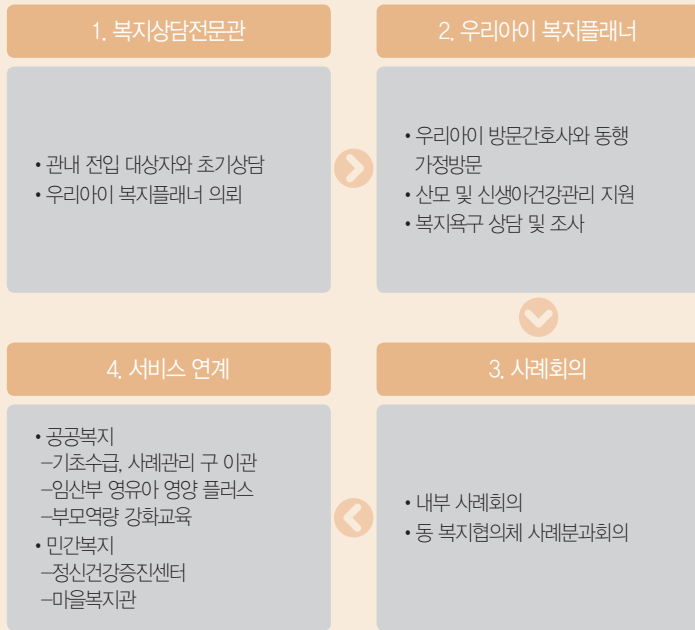 1. 복지상담전문관
• 관내 전입 대상자와 초기상담
• 우리아이 복지플래너 의뢰
2. 우리아이 복지플래너
• 우리아이 방문간호사와 동행
가정방문
• 산모 및 신생아건강관리 지원
• 복지욕구 상담 및 조사
3. 사례회의
• 내부 사례회의
• 동 복지협의체 사례분과회의
4. 서비스 연계
• 공공복지
–기초수급, 사례관리 구 이관
–임산부 영유아 영양 플러스
–부모역량 강화교육
• 민간복지
–정신건강증진센터
–마을복지관